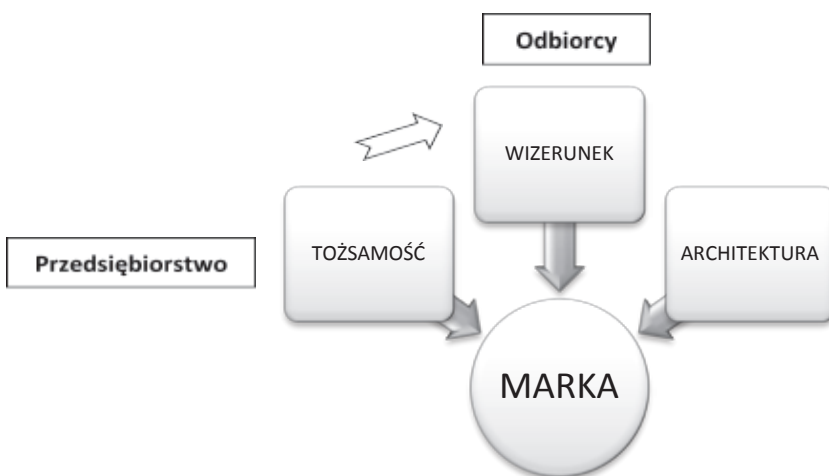 Odbiorcy
WIZERUNEK
TOŻSAMOŚĆ
ARCHITEKTURA
Przedsiębiorstwo
MARKA